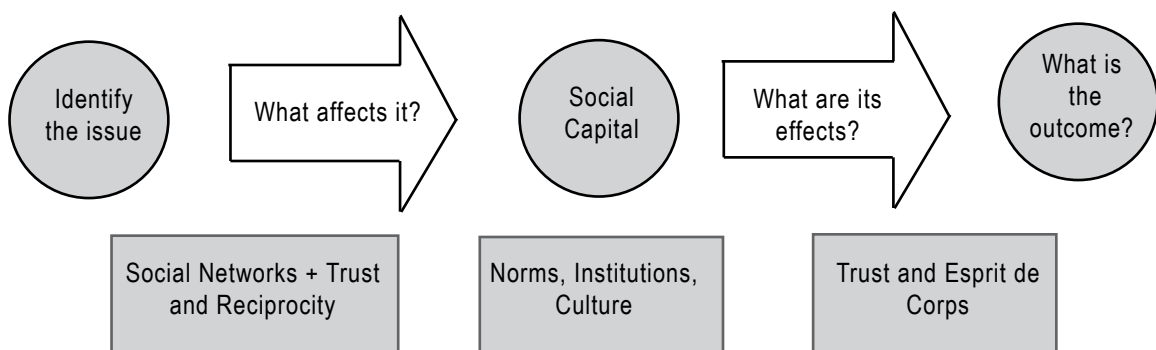 Identify
the issue
What affects it?
Social
Capital
What are its
effects?
What is
the
outcome?
Social Networks + Trust
and Reciprocity
Norms, Institutions,
Culture
Trust and Esprit de
Corps